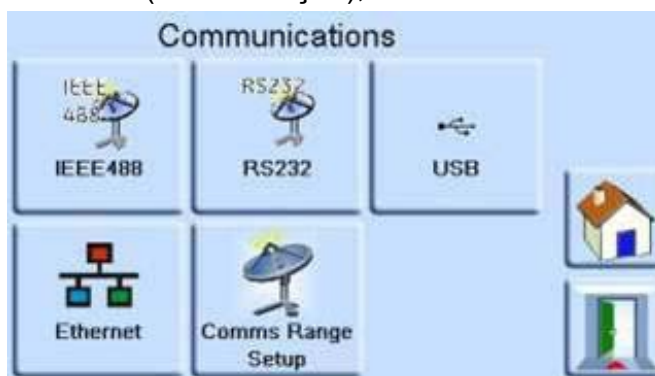 Communications
IEEE
488
IEEE488
RS232
RS232
USB
Ethernet
Comms Range
Setup